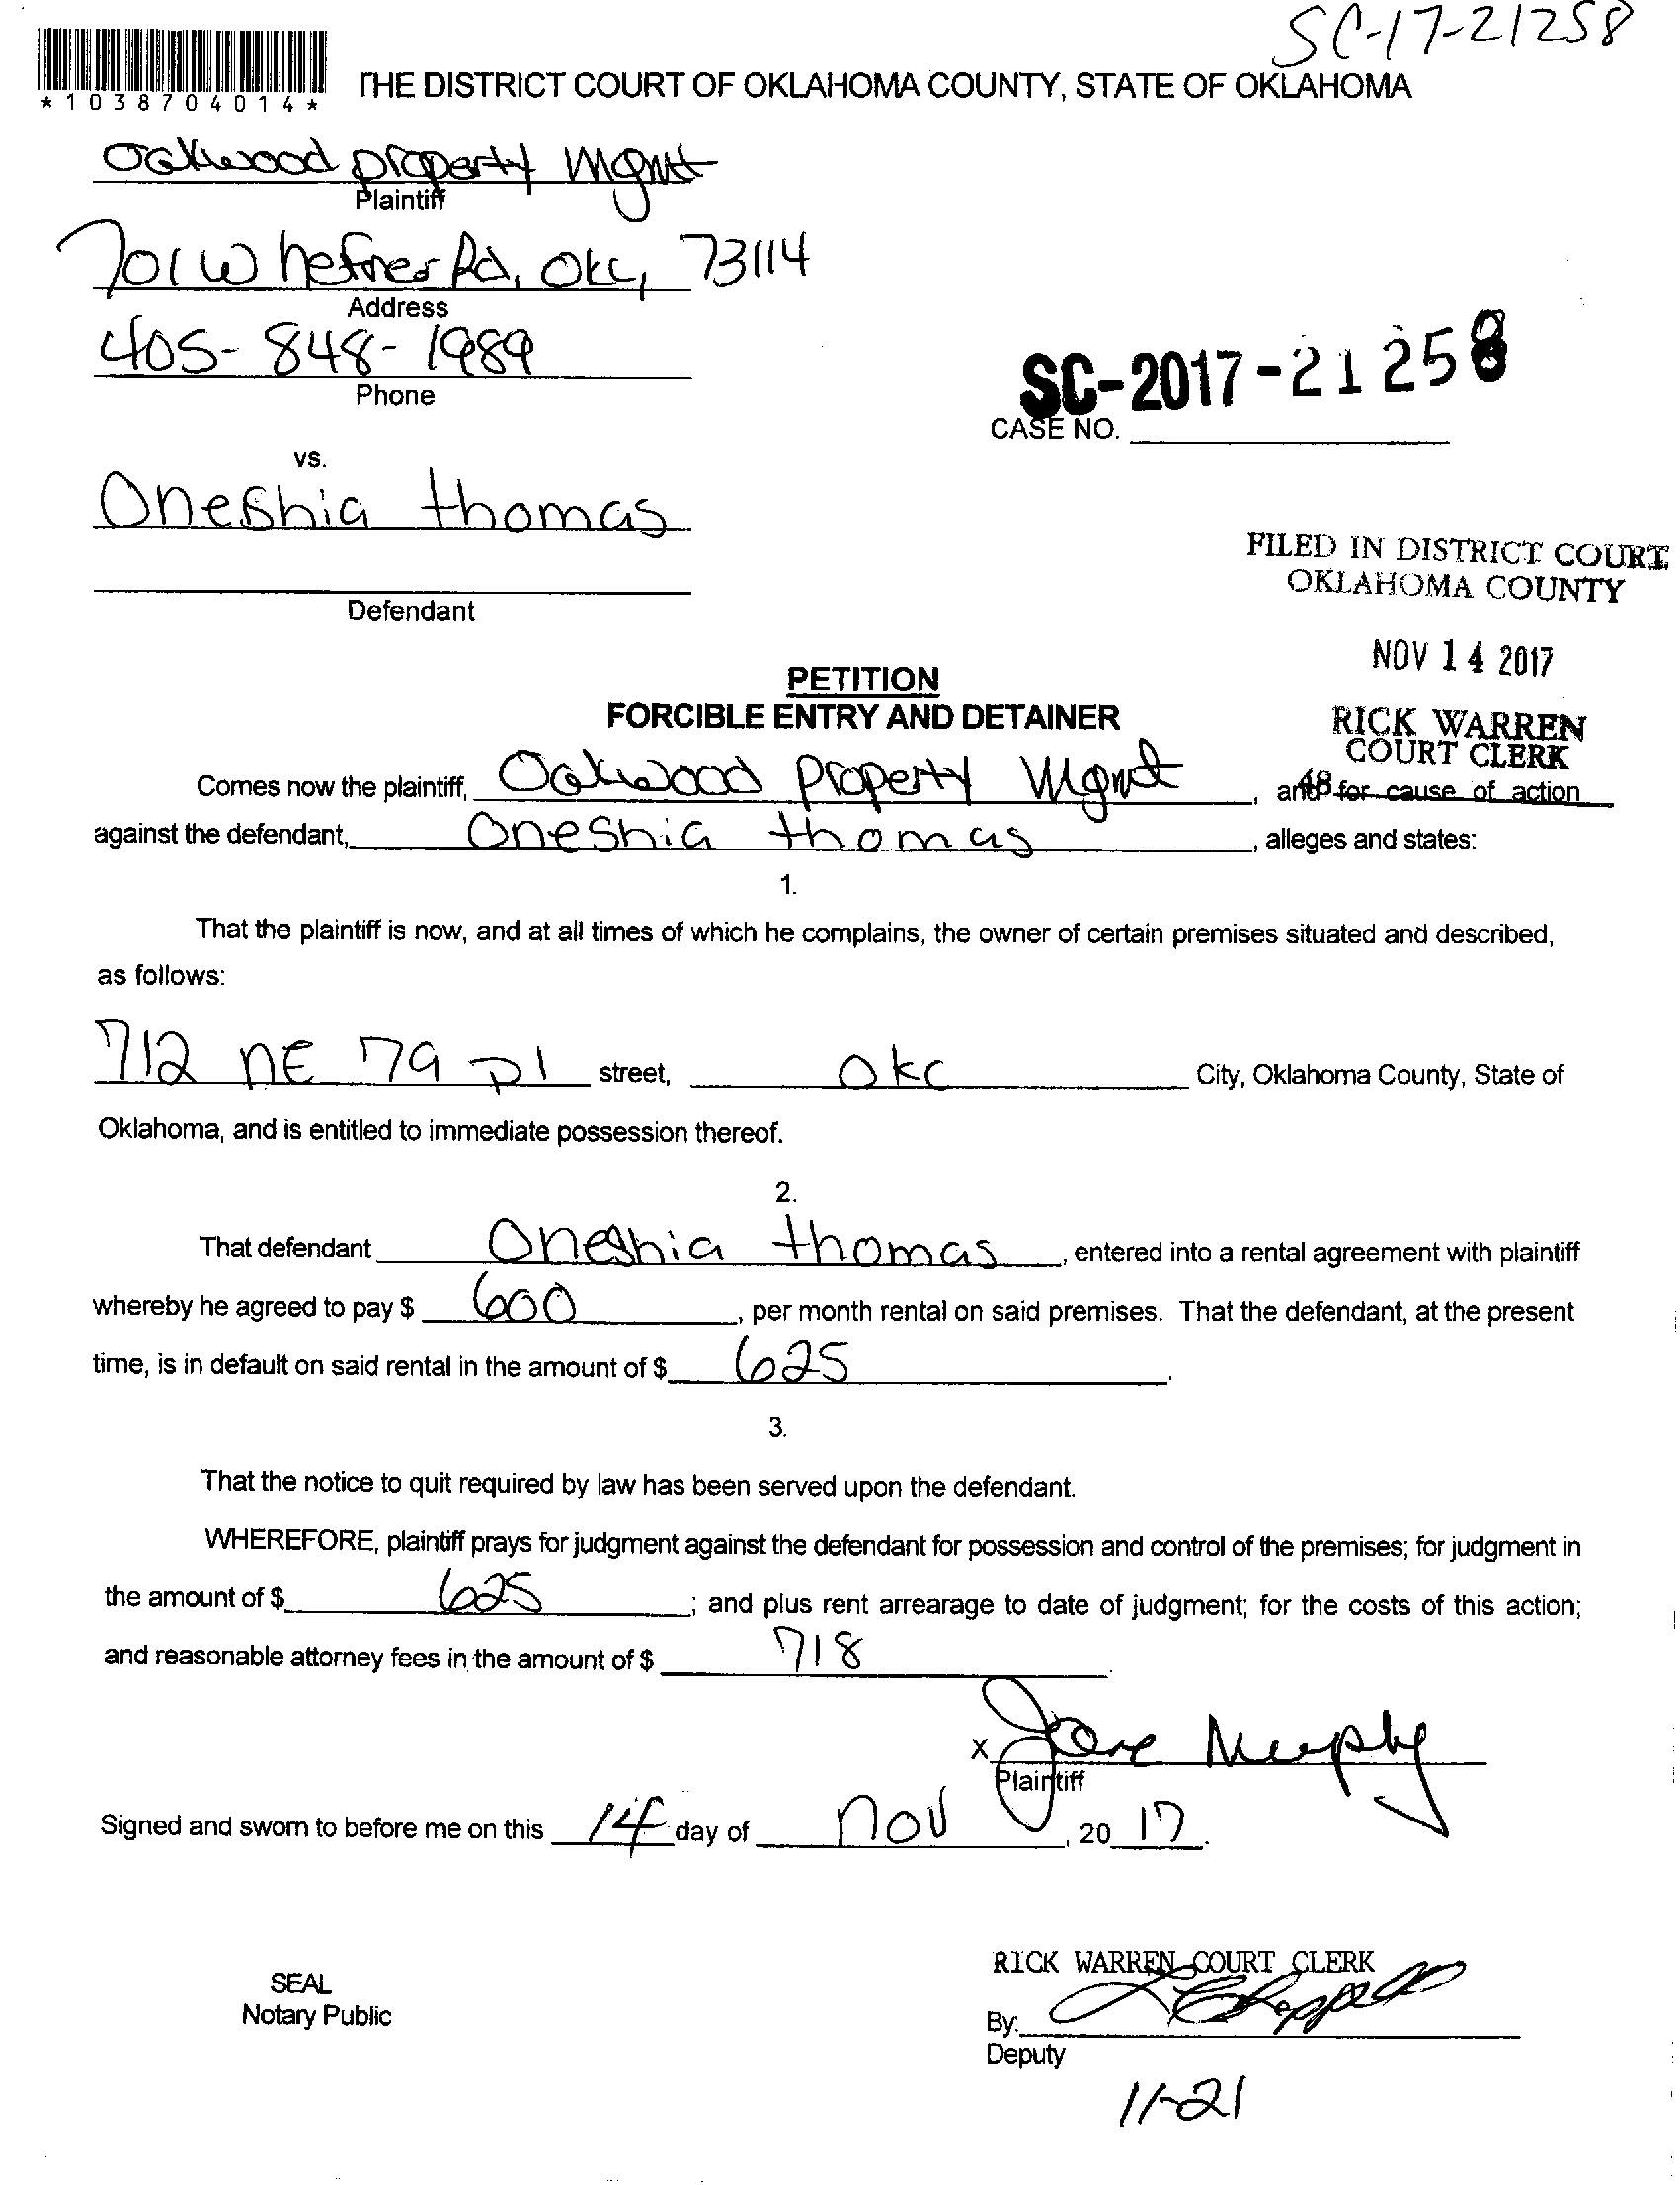 SC-17-21258
*1038704014*
THE DISTRICT COURT OF OKLAHOMA COUNTY, STATE OF OKLAHOMA
Oakwood property Mgmt
Plaintiff
701 W hefner Rd, OKC, 73114
Address
405-848-1989
Phone
SC-2017-21258
CASE NO.
vs.
Oneshia thomas
Defendant
FILED IN DISTRICT COURT
OKLAHOMA COUNTY
NOV 14 2017
RICK WARREN
COURT CLERK
48
PETITION
FORCIBLE ENTRY AND DETAINER
Comes now the plaintiff, Oakwood Property Mgmt, and for cause of action
against the defendant, Oneshia thomas, alleges and states:
1.
That the plaintiff is now, and at all times of which he complains, the owner of certain premises situated and described,
as follows:
712 NE 79 pl street, OKC City, Oklahoma County, State of
Oklahoma, and is entitled to immediate possession thereof.
2.
That defendant Oneshia thomas, entered into a rental agreement with plaintiff
whereby he agreed to pay $ 600, per month rental on said premises. That the defendant, at the present
time, is in default on said rental in the amount of $ 625.
3.
That the notice to quit required by law has been served upon the defendant.
WHEREFORE, plaintiff prays for judgment against the defendant for possession and control of the premises; for judgment in
the amount of $ 625; and plus rent arrearage to date of judgment; for the costs of this action;
and reasonable attorney fees in the amount of $ 718.
x Jane Murphy
Plaintiff
Signed and sworn to before me on this 14 day of Nov, 20 17.
RICK WARREN COURT CLERK
SEAL
Notary Public
By:
Deputy
11-21